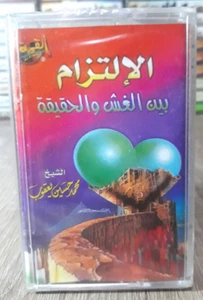 الإلتزام
بين الغش والحقيقة
الشيخ
محمد حسين يعقوب